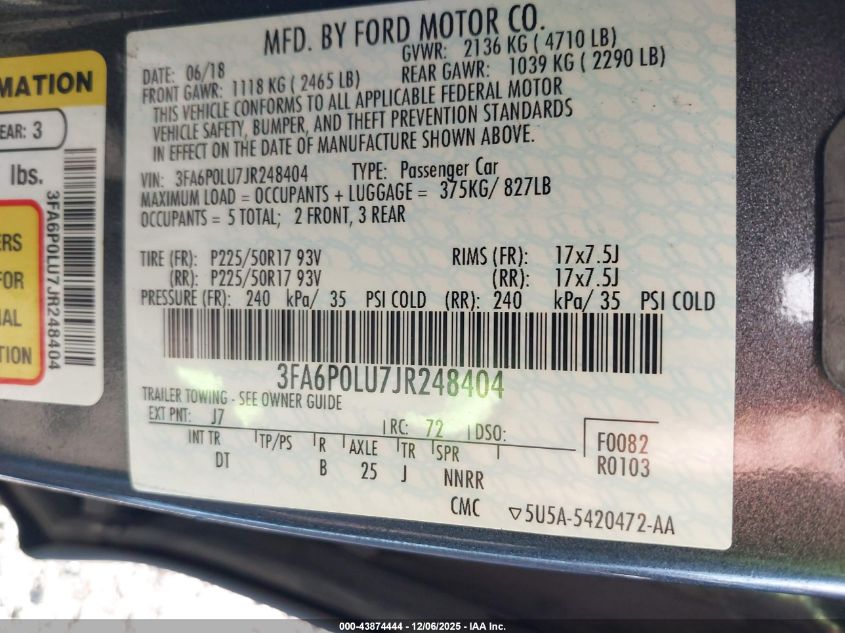 MATION
EAR: 3
lbs.
3FA6P0LU7JR248404
ERS
FOR
IAL
TION
MFD. BY FORD MOTOR CO.
DATE: 06/18 GVWR: 2136 KG ( 4710 LB)
FRONT GAWR: 1118 KG ( 2465 LB) REAR GAWR: 1039 KG ( 2290 LB)
THIS VEHICLE CONFORMS TO ALL APPLICABLE FEDERAL MOTOR
VEHICLE SAFETY, BUMPER, AND THEFT PREVENTION STANDARDS
IN EFFECT ON THE DATE OF MANUFACTURE SHOWN ABOVE.
VIN: 3FA6P0LU7JR248404 TYPE: Passenger Car
MAXIMUM LOAD = OCCUPANTS + LUGGAGE = 375KG/ 827LB
OCCUPANTS = 5 TOTAL; 2 FRONT, 3 REAR
TIRE (FR): P225/50R17 93V RIMS (FR): 17x7.5J
(RR): P225/50R17 93V (RR): 17x7.5J
PRESSURE (FR): 240 kPa/ 35 PSI COLD (RR): 240 kPa/ 35 PSI COLD
3FA6P0LU7JR248404
TRAILER TOWING - SEE OWNER GUIDE
EXT PNT: J7 RC: 72 DSO:
INT TR TP/PS R AXLE TR SPR
DT B 25 J NNRR
F0082
R0103
CMC ▽5U5A-5420472-AA
000-43874444 - 12/06/2025 - IAA Inc.